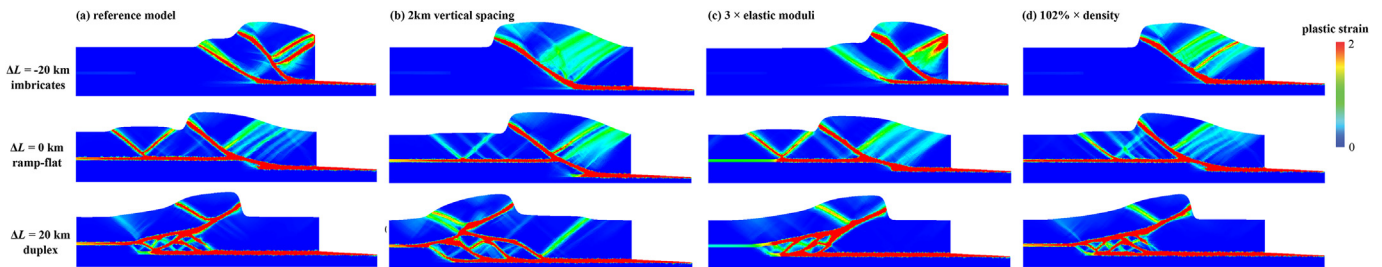 (a) reference model
(b) 2km vertical spacing
(c) 3 × elastic moduli
(d) 102% × density
plastic strain
2
0
ΔL = -20 km
imbricates
ΔL = 0 km
ramp-flat
ΔL = 20 km
duplex
(